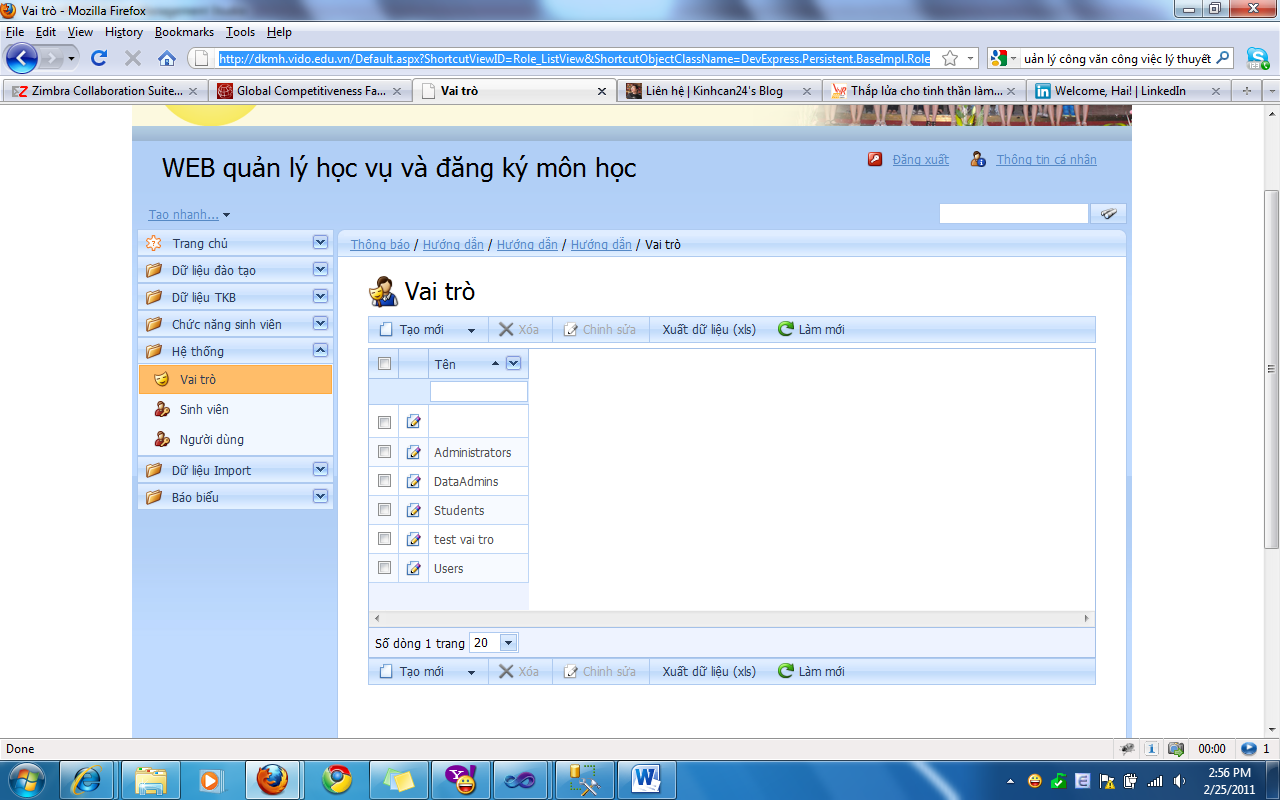 Vai trò - Mozilla Firefox
File Edit View History Bookmarks Tools Help
http://dkmh.vido.edu.vn/Default.aspx?ShortcutViewID=Role_ListView&ShortcutObjectClassName=DevExpress.Persistent.BaseImpl.Role
uản lý công văn công việc lý thuyết
Zimbra Collaboration Suite... Global Competitiveness Fa... Vai trò Liên hệ | Kinhcan24's Blog Thắp lửa cho tinh thần làm... Welcome, Hai! | LinkedIn
WEB quản lý học vụ và đăng ký môn học
Đăng xuất Thông tin cá nhân
Tạo nhanh...
Trang chủ
Dữ liệu đào tạo
Dữ liệu TKB
Chức năng sinh viên
Hệ thống
Vai trò
Sinh viên
Người dùng
Dữ liệu Import
Báo biểu
Thông báo / Hướng dẫn / Hướng dẫn / Hướng dẫn / Vai trò
Vai trò
Tạo mới Xóa Chỉnh sửa Xuất dữ liệu (xls) Làm mới
Tên
Administrators
DataAdmins
Students
test vai tro
Users
Số dòng 1 trang 20
Tạo mới Xóa Chỉnh sửa Xuất dữ liệu (xls) Làm mới
Done 00:00 1
2:56 PM
2/25/2011